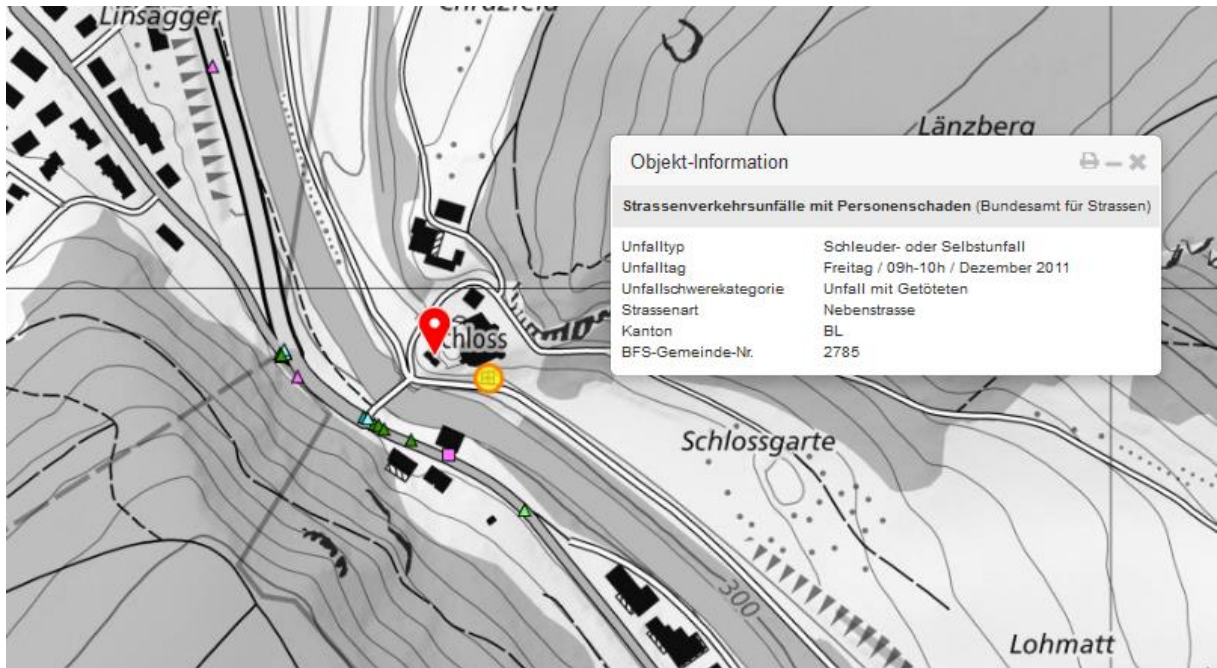 Linsagger
Chrüzfeld
Länzberg
Objekt-Information
Strassenverkehrsunfälle mit Personenschaden (Bundesamt für Strassen)
Unfalltyp Schleuder- oder Selbstunfall
Unfalltag Freitag / 09h-10h / Dezember 2011
Unfallschwerekategorie Unfall mit Getöteten
Strassenart Nebenstrasse
Kanton BL
BFS-Gemeinde-Nr. 2785
chloss
Schlossgarte
300
Lohmatt